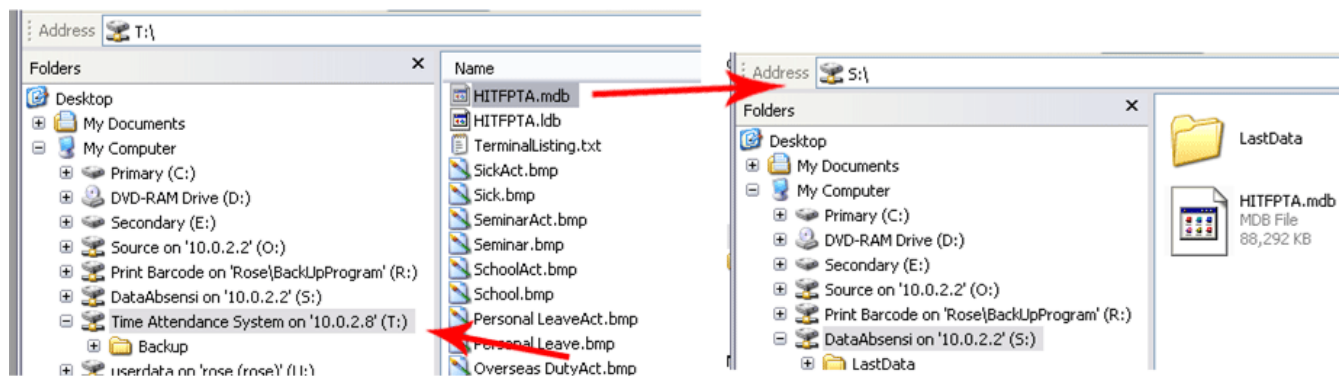 Address T:\
Folders
Desktop
My Documents
My Computer
Primary (C:)
DVD-RAM Drive (D:)
Secondary (E:)
Source on '10.0.2.2' (O:)
Print Barcode on 'Rose\BackUpProgram' (R:)
DataAbsensi on '10.0.2.2' (S:)
Time Attendance System on '10.0.2.8' (T:)
Backup
userdata on 'rose (rose)' (U:)
Name
HITFPTA.mdb
HITFPTA.ldb
TerminalListing.txt
SickAct.bmp
Sick.bmp
SeminarAct.bmp
Seminar.bmp
SchoolAct.bmp
School.bmp
Personal LeaveAct.bmp
Personal Leave.bmp
Overseas DutyAct.bmp
Address S:\
Folders
Desktop
My Documents
My Computer
Primary (C:)
DVD-RAM Drive (D:)
Secondary (E:)
Source on '10.0.2.2' (O:)
Print Barcode on 'Rose\BackUpProgram' (R:)
DataAbsensi on '10.0.2.2' (S:)
LastData
LastData
HITFPTA.mdb
MDB File
88,292 KB